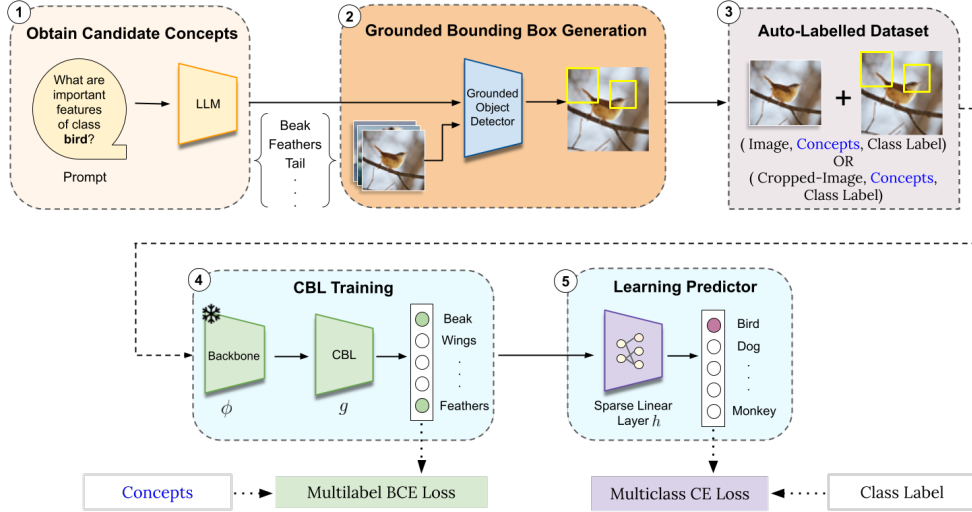 1
Obtain Candidate Concepts
What are
important
features
of class
bird?
Prompt
LLM
Beak
Feathers
Tail
.
.
.
2
Grounded Bounding Box Generation
Grounded
Object
Detector
3
Auto-Labelled Dataset
+
( Image, Concepts, Class Label)
OR
( Cropped-Image, Concepts,
Class Label)
4
CBL Training
Backbone
ϕ
CBL
g
Beak
Wings
.
.
.
Feathers
5
Learning Predictor
Sparse Linear
Layer h
Bird
Dog
.
.
.
Monkey
Concepts
Multilabel BCE Loss
Multiclass CE Loss
Class Label